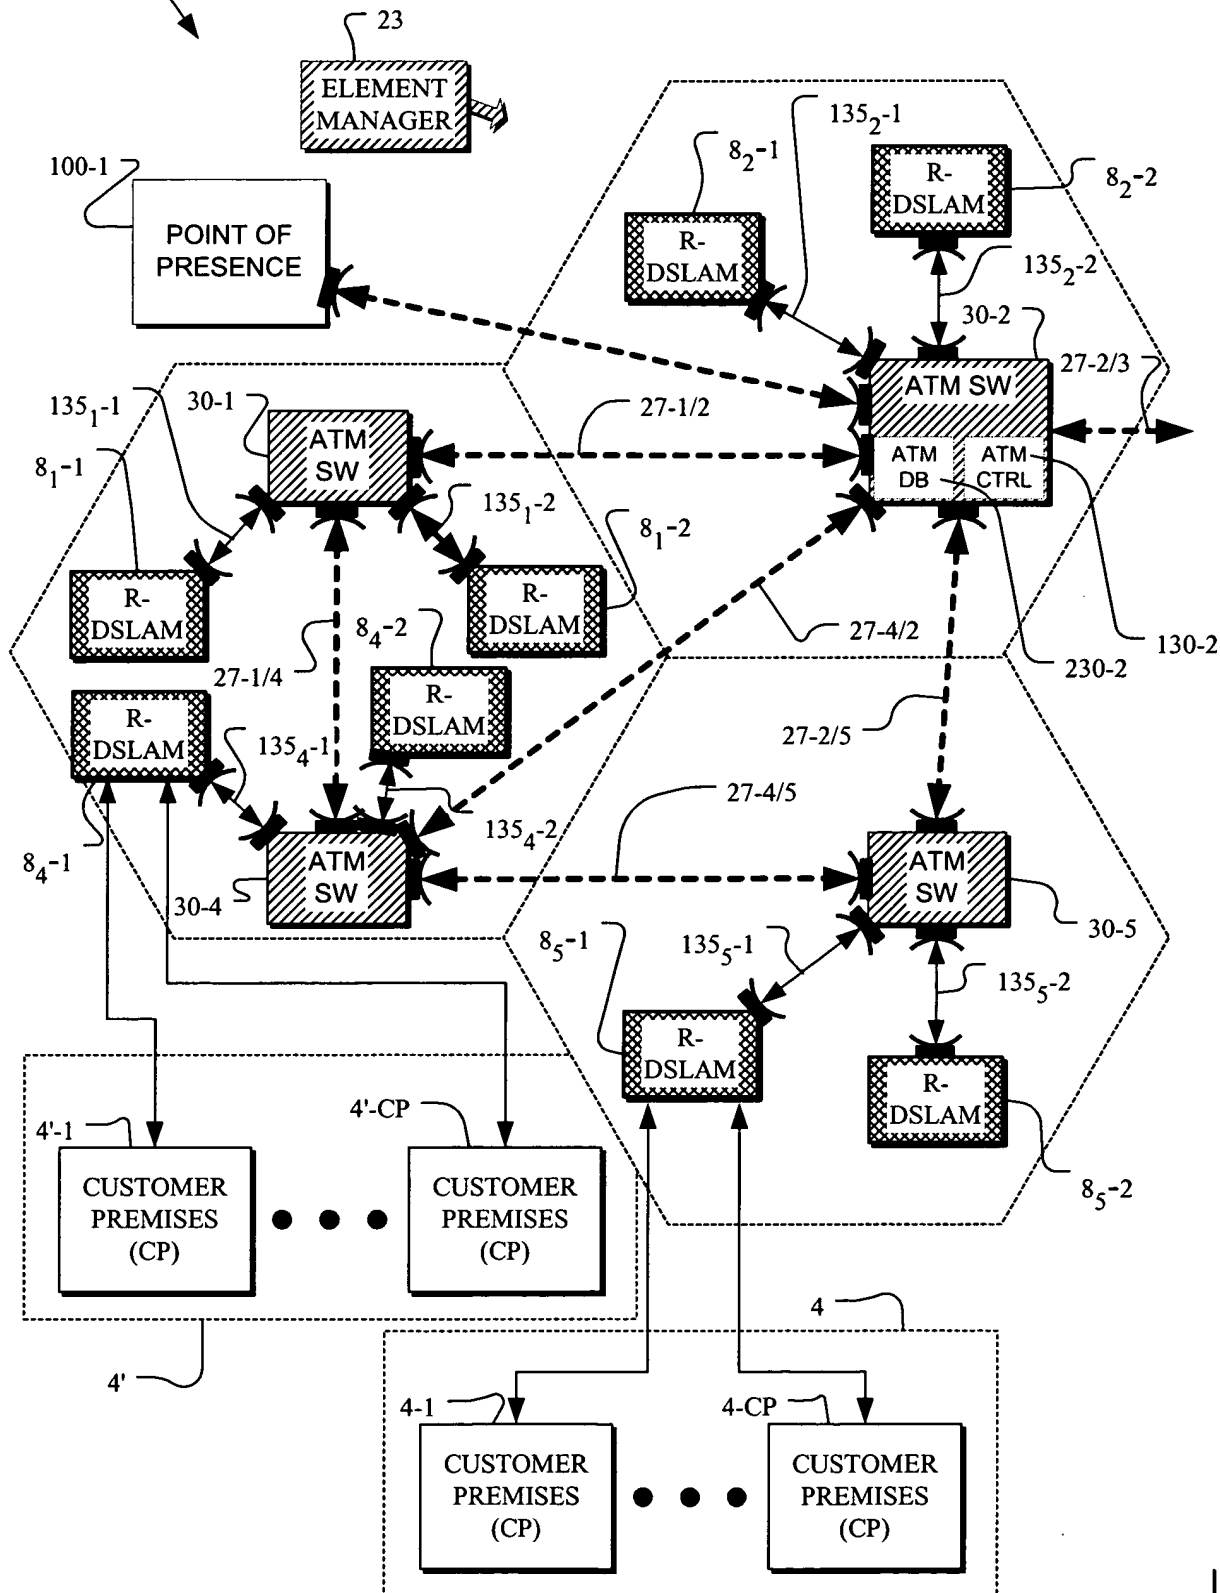 23
ELEMENT
MANAGER
100-1
POINT OF
PRESENCE
135₂-1
8₂-1
R-
DSLAM
8₂-2
R-
DSLAM
135₂-2
30-2
27-2/3
ATM SW
ATM
DB
ATM
CTRL
27-1/2
135₁-1
30-1
ATM
SW
8₁-1
135₁-2
8₁-2
R-
DSLAM
R-
DSLAM
27-4/2
130-2
230-2
8₄-2
27-1/4
R-
DSLAM
R-
DSLAM
135₄-1
27-2/5
27-4/5
135₄-2
8₄-1
ATM
SW
30-4
ATM
SW
30-5
8₅-1
135₅-1
135₅-2
R-
DSLAM
R-
DSLAM
8₅-2
4'-1
4'-CP
CUSTOMER
PREMISES
(CP)
CUSTOMER
PREMISES
(CP)
4'
4
4-1
4-CP
CUSTOMER
PREMISES
(CP)
CUSTOMER
PREMISES
(CP)